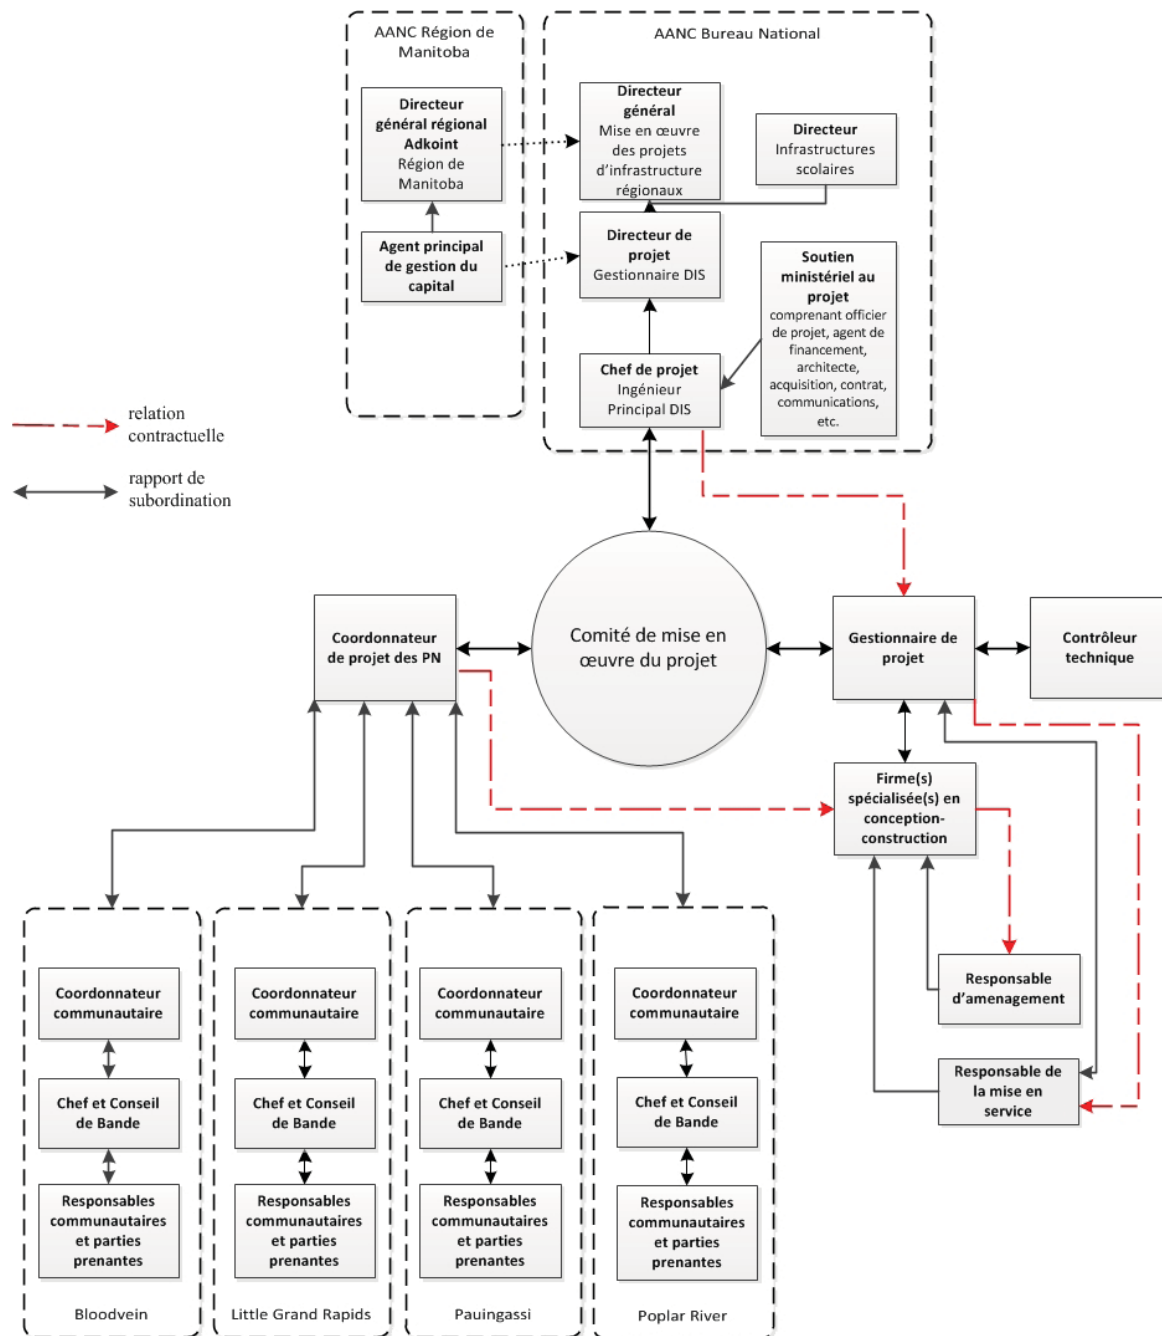 AANC Région de
Manitoba
AANC Bureau National
Directeur
général régional
Adkoint
Région de
Manitoba
Directeur
général
Mise en œuvre
des projets
d'infrastructure
régionaux
Directeur
Infrastructures
scolaires
Agent principal
de gestion du
capital
Directeur de
projet
Gestionnaire DIS
Soutien
ministériel au
projet
comprenant officier
de projet, agent de
financement,
architecte,
acquisition, contrat,
communications,
etc.
Chef de projet
Ingénieur
Principal DIS
relation
contractuelle
rapport de
subordination
Coordonnateur
de projet des PN
Comité de mise en
œuvre du projet
Gestionnaire de
projet
Contrôleur
technique
Firme(s)
spécialisée(s) en
conception-
construction
Responsable
d'amenagement
Responsable de
la mise en
service
Coordonnateur
communautaire
Chef et Conseil
de Bande
Responsables
communautaires
et parties
prenantes
Bloodvein
Coordonnateur
communautaire
Chef et Conseil
de Bande
Responsables
communautaires
et parties
prenantes
Little Grand Rapids
Coordonnateur
communautaire
Chef et Conseil
de Bande
Responsables
communautaires
et parties
prenantes
Pauingassi
Coordonnateur
communautaire
Chef et Conseil
de Bande
Responsables
communautaires
et parties
prenantes
Poplar River